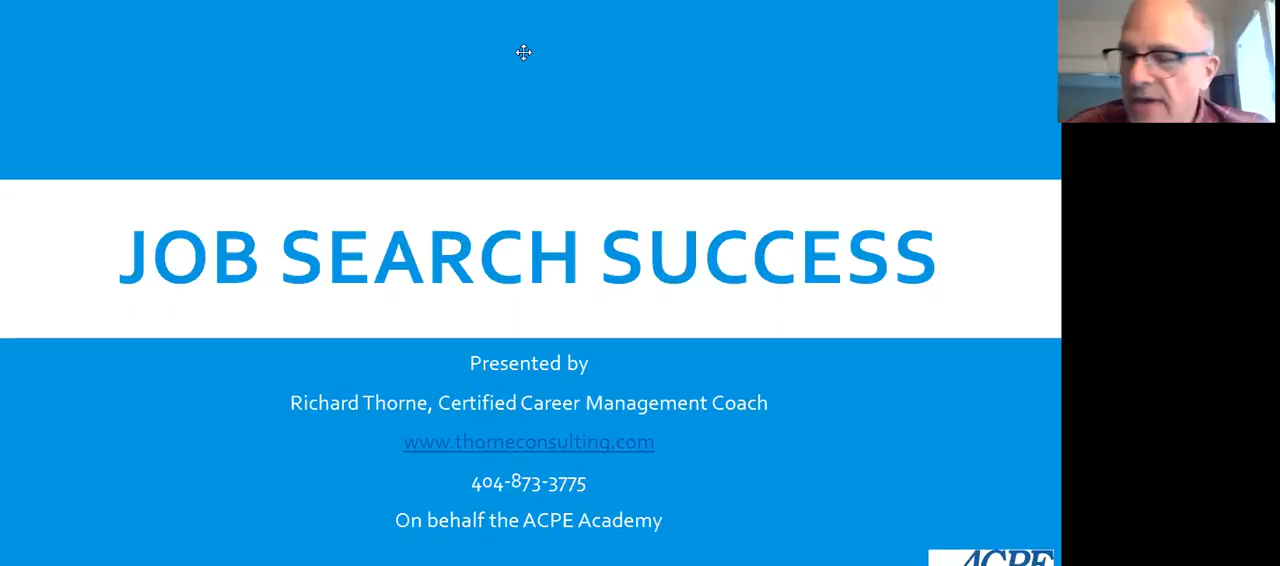 JOB SEARCH SUCCESS
Presented by
Richard Thorne, Certified Career Management Coach
www.thorneconsulting.com
404-873-3775
On behalf the ACPE Academy
ACPE